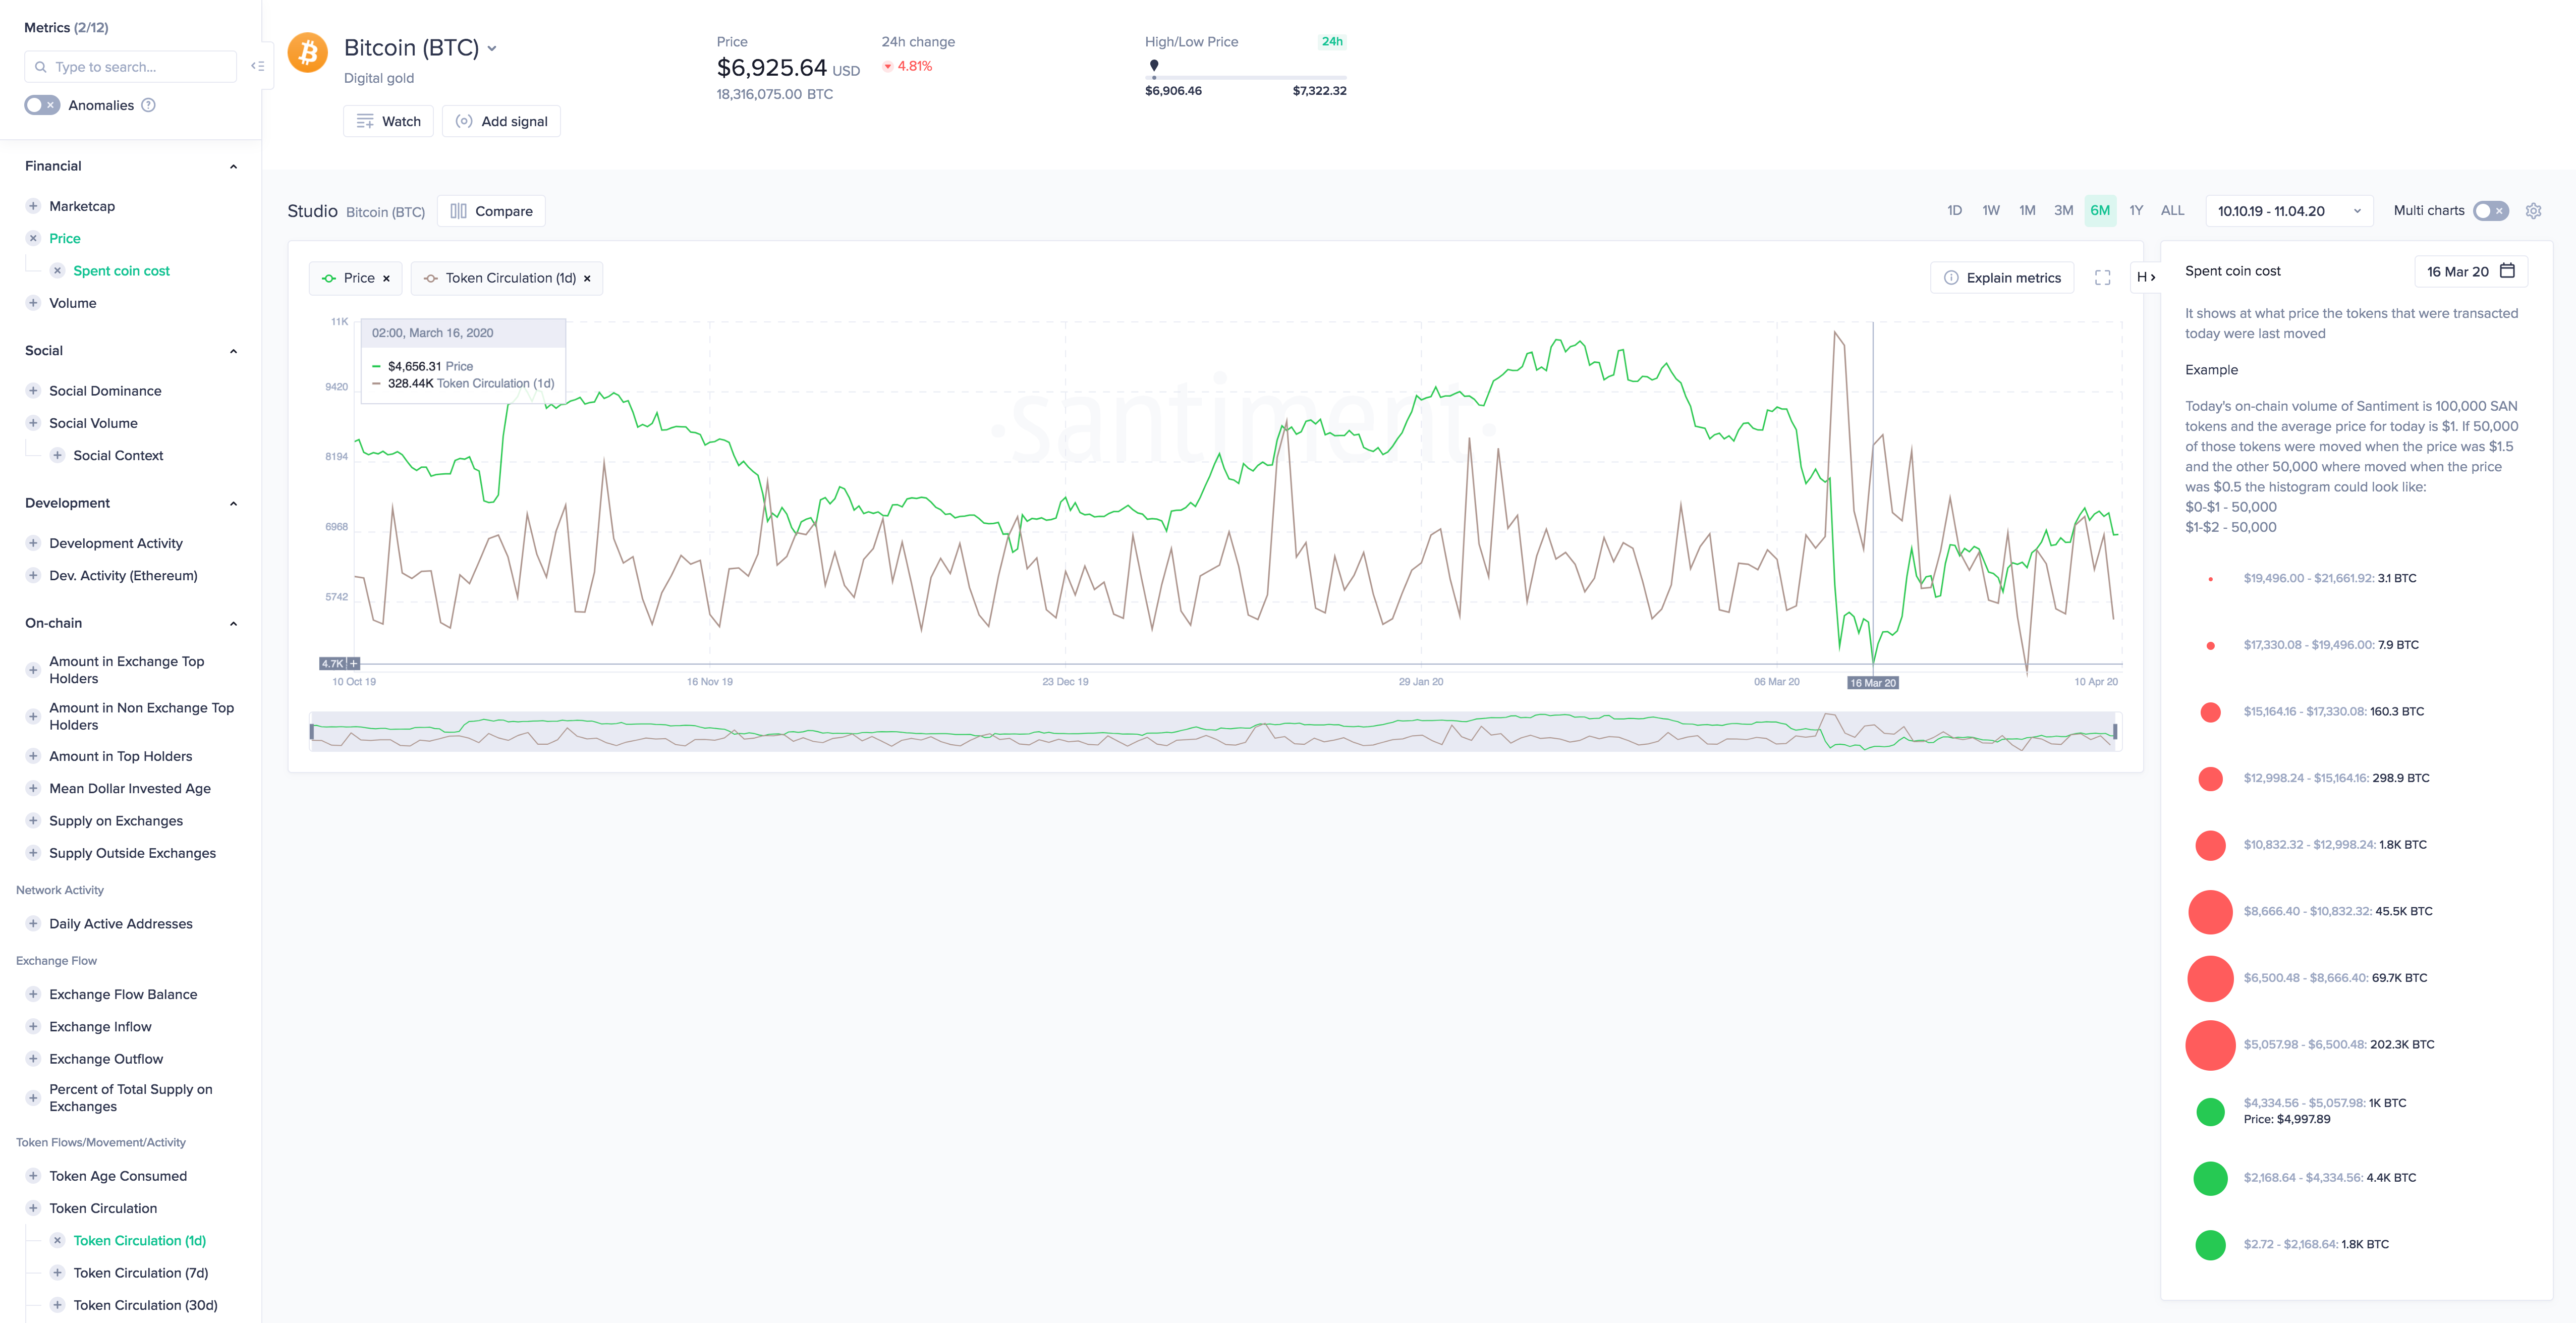 Metrics (2/12)
Type to search...
Anomalies ?
Financial
Marketcap
Price
Spent coin cost
Volume
Social
Social Dominance
Social Volume
Social Context
Development
Development Activity
Dev. Activity (Ethereum)
On-chain
Amount in Exchange Top
Holders
Amount in Non Exchange Top
Holders
Amount in Top Holders
Mean Dollar Invested Age
Supply on Exchanges
Supply Outside Exchanges
Network Activity
Daily Active Addresses
Exchange Flow
Exchange Flow Balance
Exchange Inflow
Exchange Outflow
Percent of Total Supply on
Exchanges
Token Flows/Movement/Activity
Token Age Consumed
Token Circulation
Token Circulation (1d)
Token Circulation (7d)
Token Circulation (30d)
Bitcoin (BTC)
Digital gold
Watch
Add signal
Price
$6,925.64 USD
18,316,075.00 BTC
24h change
4.81%
High/Low Price 24h
$6,906.46 $7,322.32
Studio Bitcoin (BTC) Compare
1D 1W 1M 3M 6M 1Y ALL
10.10.19 - 11.04.20
Multi charts
Price
Token Circulation (1d)
Explain metrics
H
02:00, March 16, 2020
$4,656.31 Price
328.44K Token Circulation (1d)
santiment
11K
9420
8194
6968
5742
4.7K +
10 Oct 19 16 Nov 19 23 Dec 19 29 Jan 20 06 Mar 20 16 Mar 20 10 Apr 20
Spent coin cost
16 Mar 20
It shows at what price the tokens that were transacted
today were last moved
Example
Today's on-chain volume of Santiment is 100,000 SAN
tokens and the average price for today is $1. If 50,000
of those tokens were moved when the price was $1.5
and the other 50,000 where moved when the price
was $0.5 the histogram could look like:
$0-$1 - 50,000
$1-$2 - 50,000
$19,496.00 - $21,661.92: 3.1 BTC
$17,330.08 - $19,496.00: 7.9 BTC
$15,164.16 - $17,330.08: 160.3 BTC
$12,998.24 - $15,164.16: 298.9 BTC
$10,832.32 - $12,998.24: 1.8K BTC
$8,666.40 - $10,832.32: 45.5K BTC
$6,500.48 - $8,666.40: 69.7K BTC
$5,057.98 - $6,500.48: 202.3K BTC
$4,334.56 - $5,057.98: 1K BTC
Price: $4,997.89
$2,168.64 - $4,334.56: 4.4K BTC
$2.72 - $2,168.64: 1.8K BTC